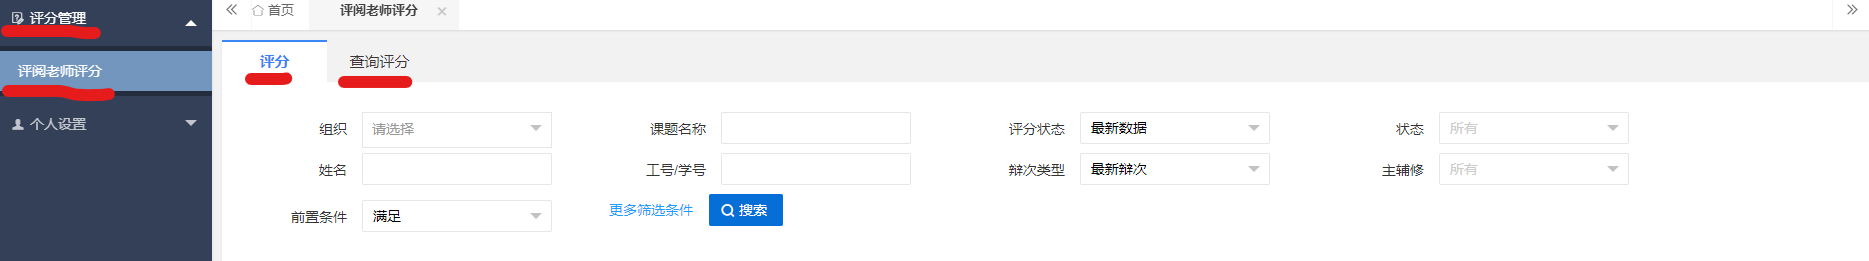 评分管理
评阅老师评分
个人设置
首页 评阅老师评分
评分 查询评分
组织 请选择 课题名称 评分状态 最新数据 状态 所有
姓名 工号/学号 辩次类型 最新辩次 主辅修 所有
前置条件 满足 更多筛选条件 搜索